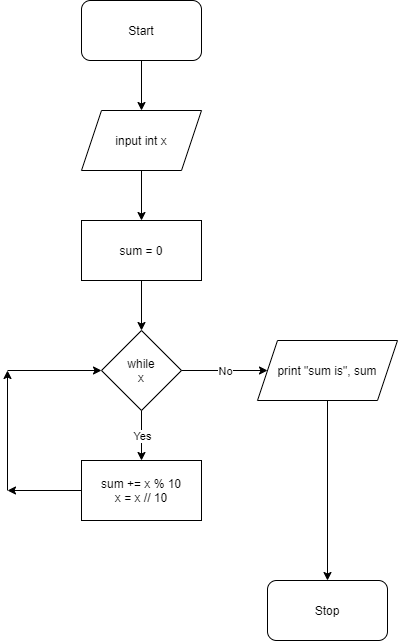 Start
input int x
sum = 0
while
x
No
print "sum is", sum
Yes
sum += x % 10
x = x // 10
Stop